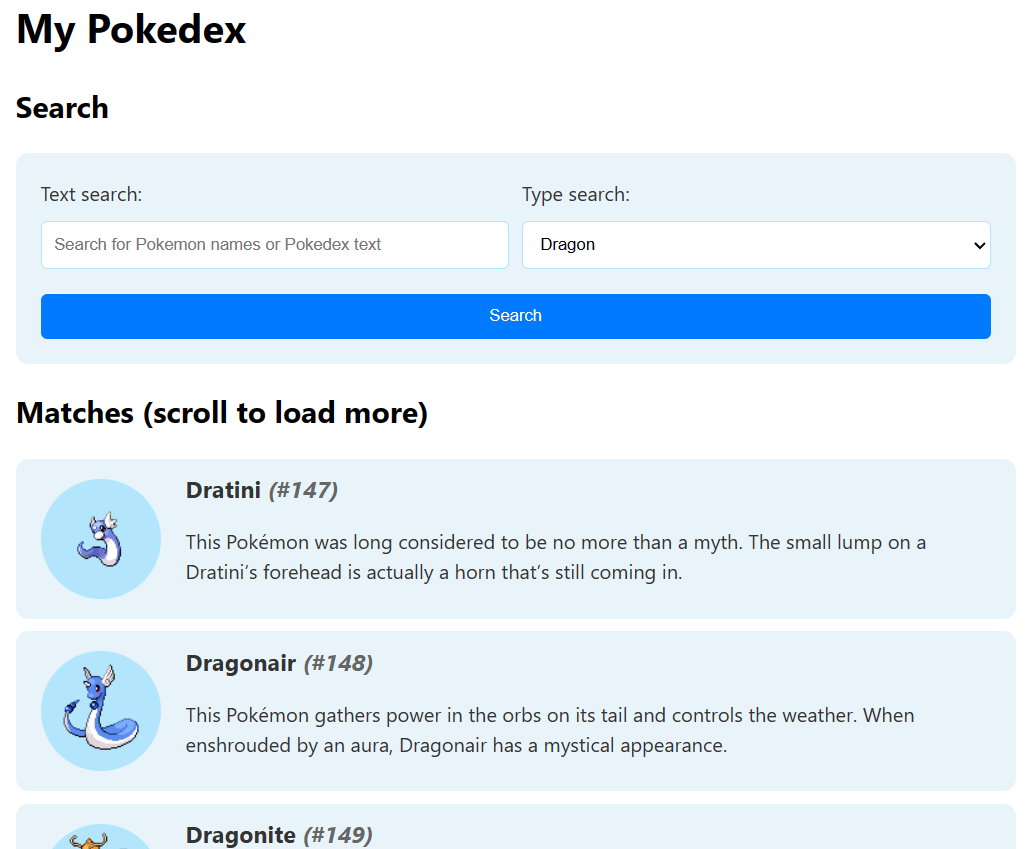 My Pokedex
Search
Text search:
Type search:
Search for Pokemon names or Pokedex text
Dragon
Search
Matches (scroll to load more)
Dratini (#147)
This Pokémon was long considered to be no more than a myth. The small lump on a
Dratini’s forehead is actually a horn that’s still coming in.
Dragonair (#148)
This Pokémon gathers power in the orbs on its tail and controls the weather. When
enshrouded by an aura, Dragonair has a mystical appearance.
Dragonite (#149)